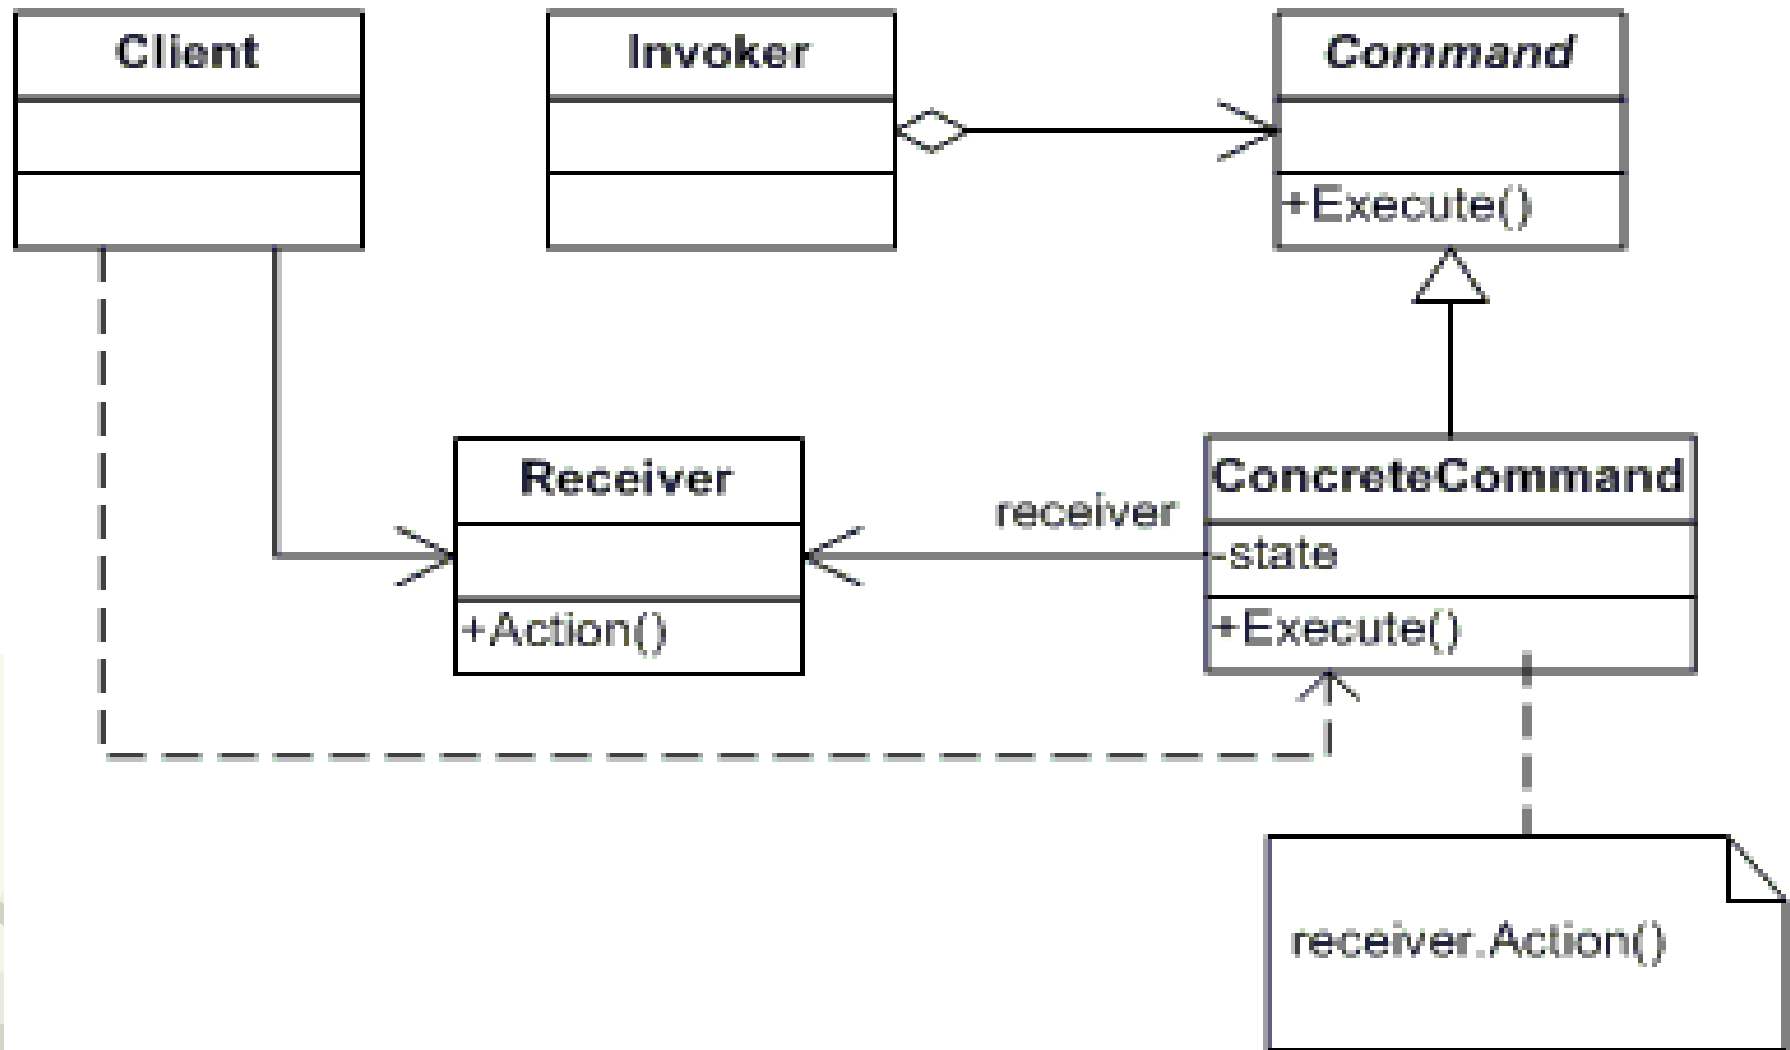 Client
Invoker
Command
+Execute()
Receiver
+Action()
receiver
ConcreteCommand
-state
+Execute()
receiver.Action()